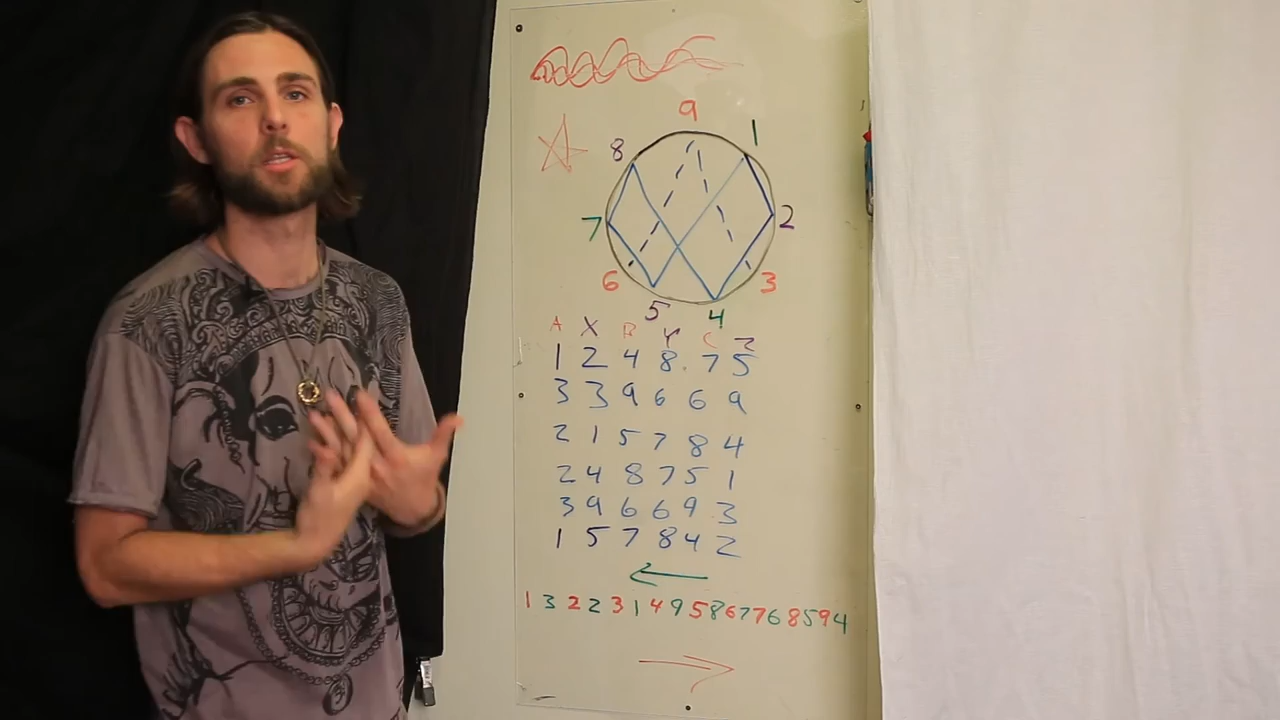 9
8 1
7 2
6 3
5 4
A X B Y C Z
1 2 4 8 7 5
3 3 9 6 6 9
2 1 5 7 8 4
2 4 8 7 5 1
3 9 6 6 9 3
1 5 7 8 4 2
1 3 2 2 3 1 4 9 5 8 6 7 7 6 8 5 9 4